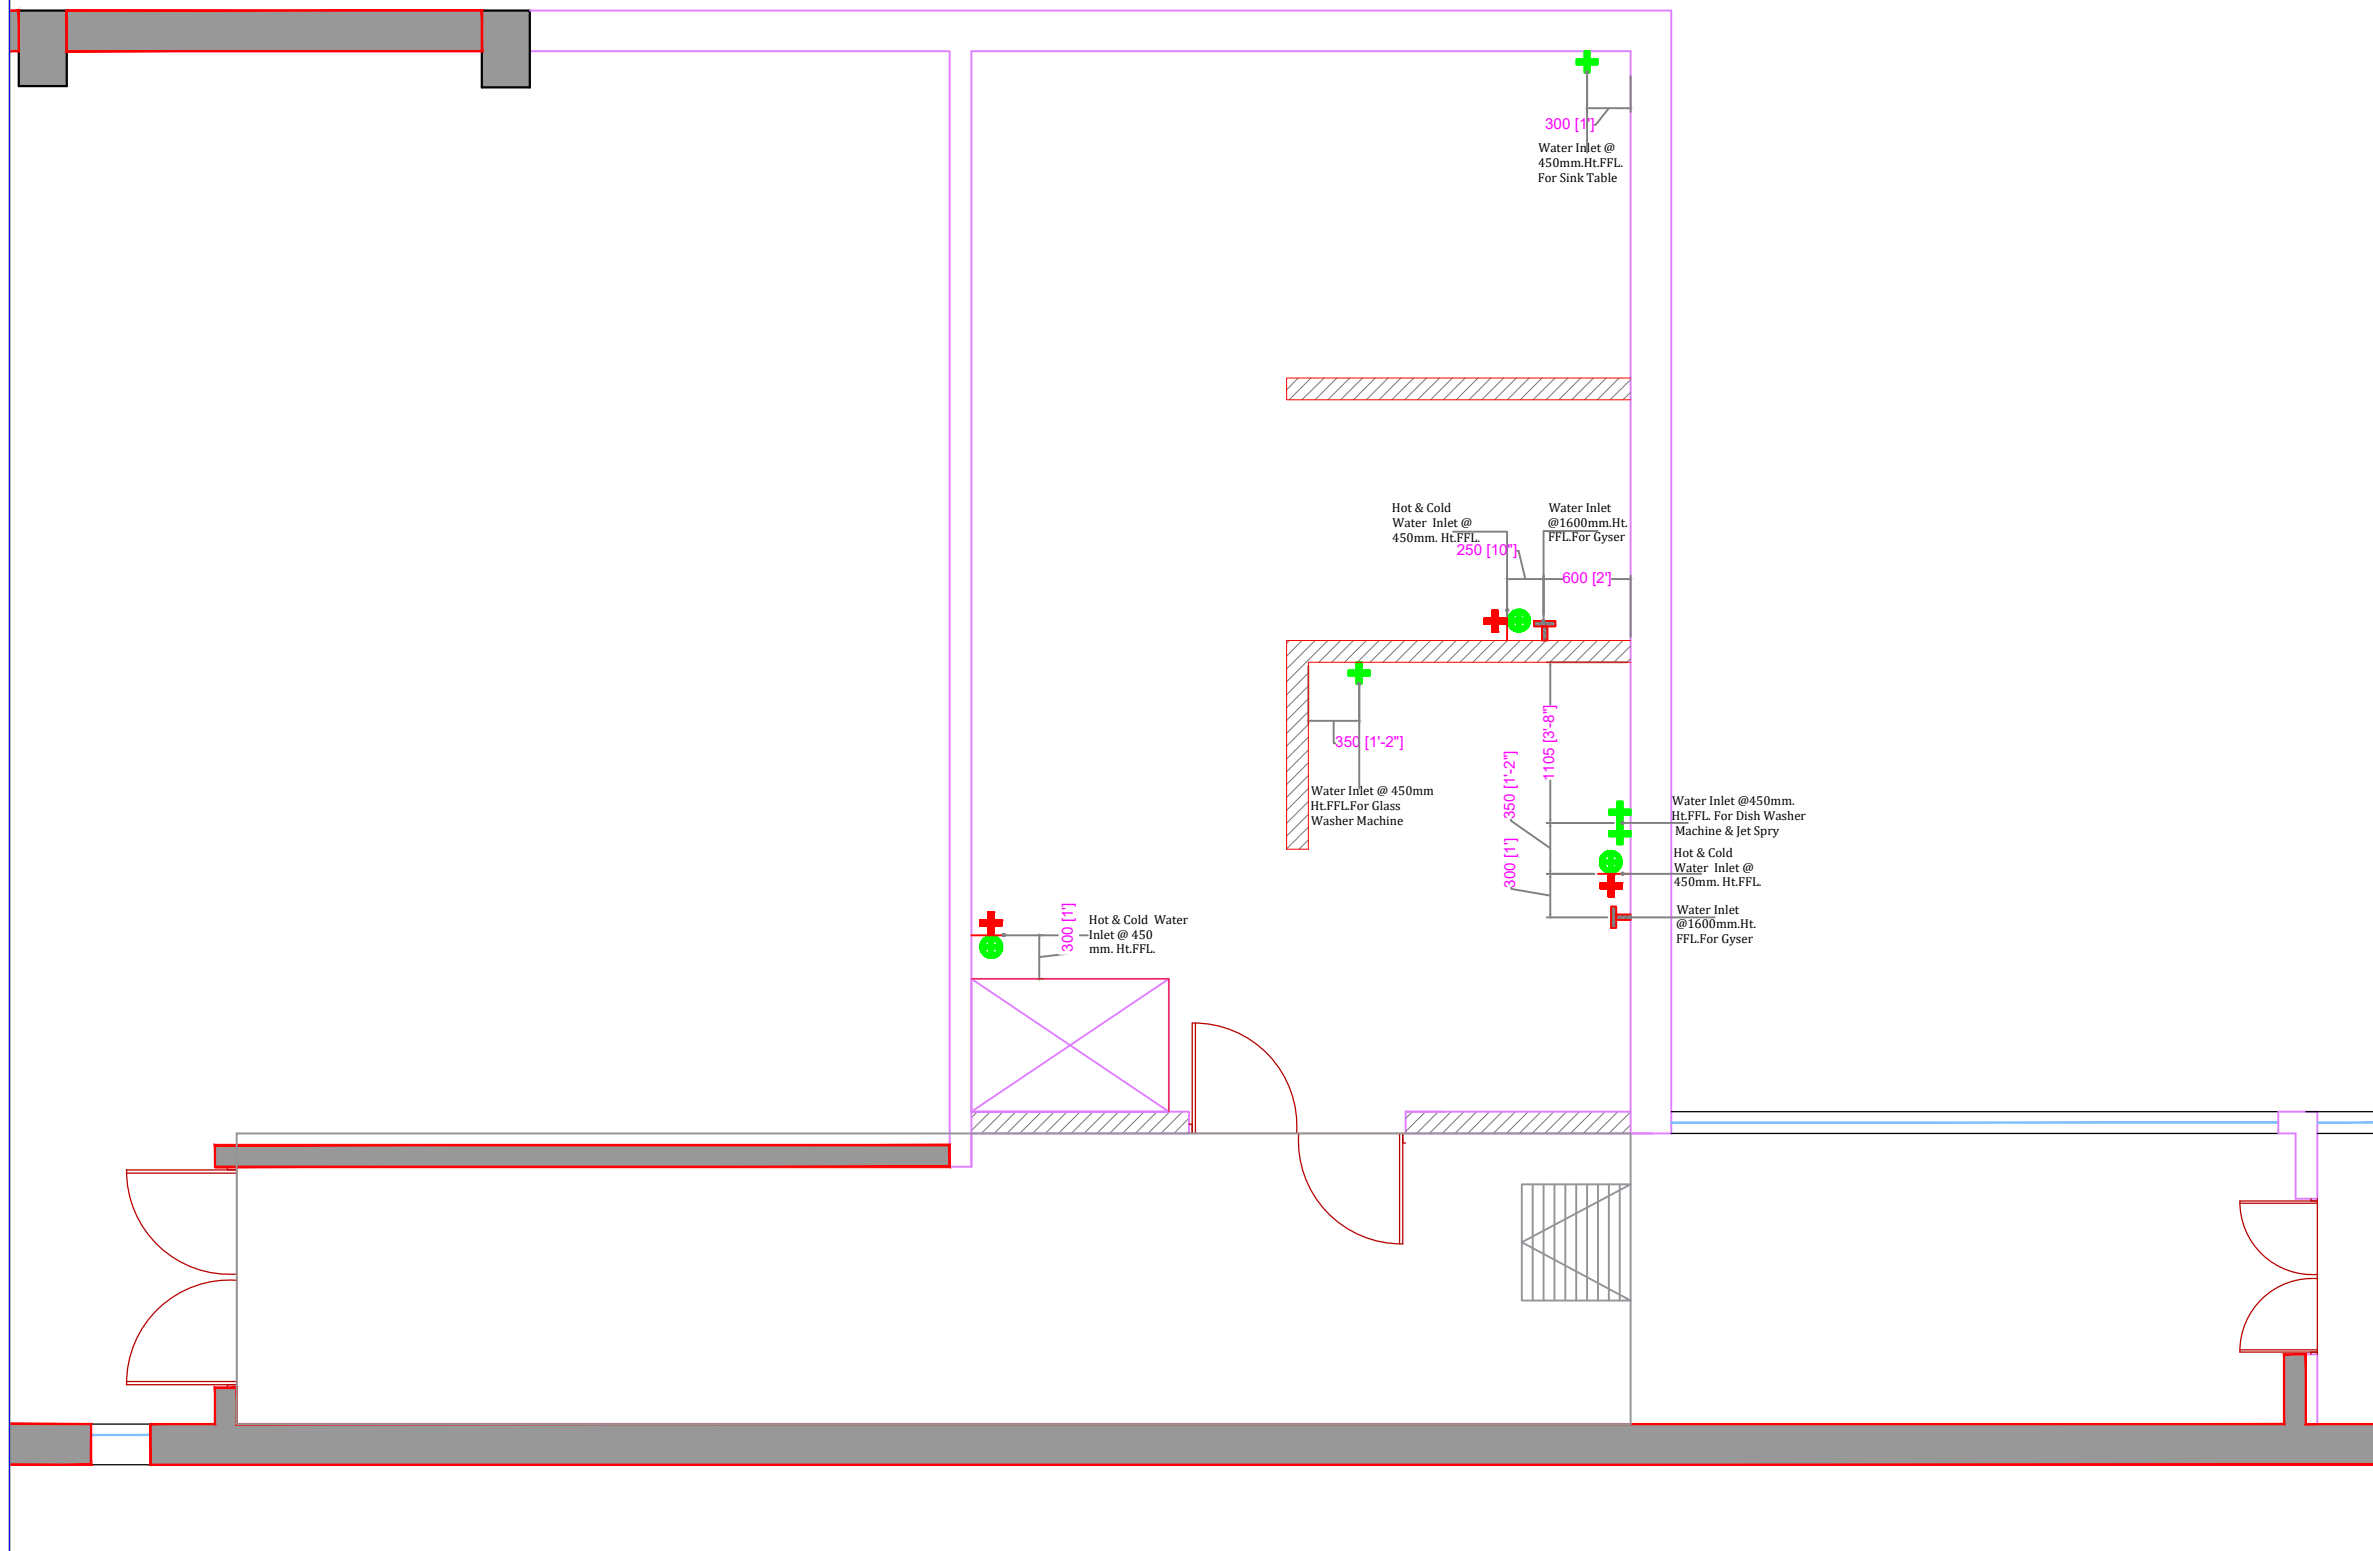 300 [1']
Water Inlet @
450mm.Ht.FFL.
For Sink Table
Hot & Cold
Water Inlet @
450mm. Ht.FFL.
Water Inlet
@1600mm.Ht.
FFL.For Gyser
250 [10"]
600 [2']
350 [1'-2"]
Water Inlet @ 450mm
Ht.FFL.For Glass
Washer Machine
1105 [3'-8"]
350 [1'-2"]
300 [1']
Water Inlet @450mm.
Ht.FFL. For Dish Washer
Machine & Jet Spry
Hot & Cold
Water Inlet @
450mm. Ht.FFL.
Water Inlet
@1600mm.Ht.
FFL.For Gyser
300 [1']
Hot & Cold Water
Inlet @ 450
mm. Ht.FFL.